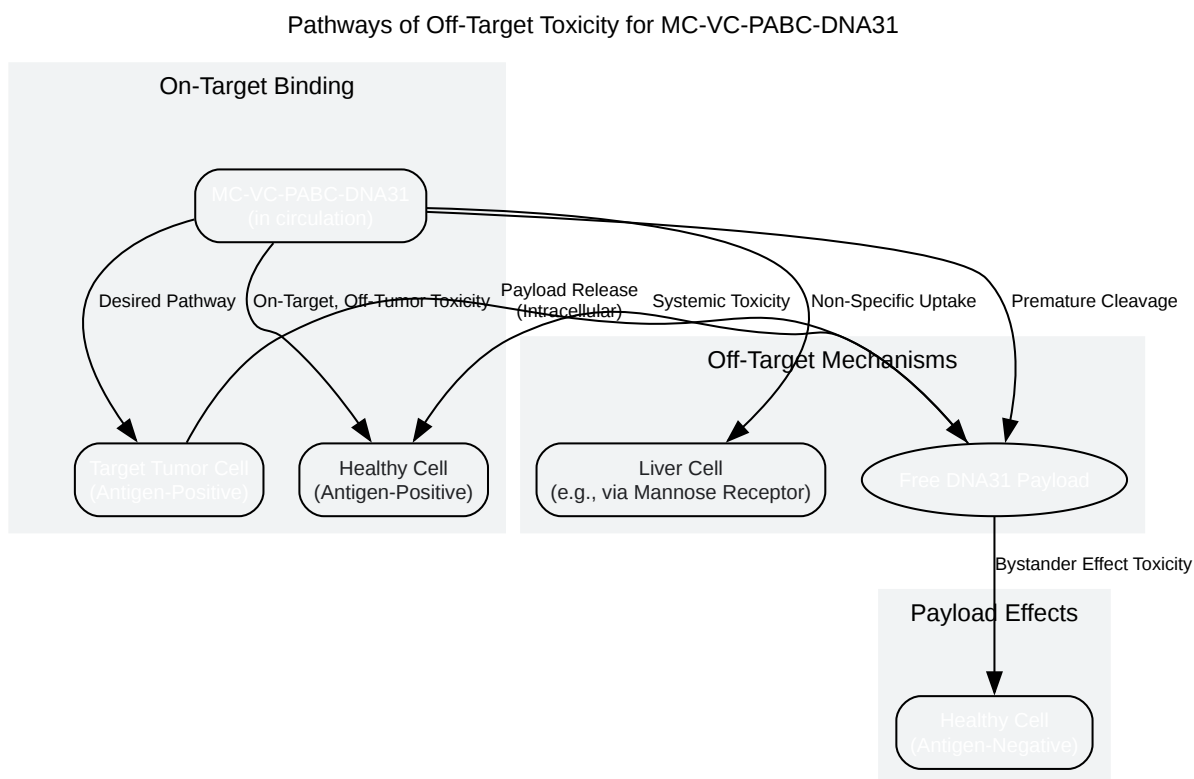 Pathways of Off-Target Toxicity for MC-VC-PABC-DNA31
On-Target Binding
MC-VC-PABC-DNA31
(in circulation)
Desired Pathway
On-Target, Off-Tumor Toxicity
Payload Release
(Intracellular)
Systemic Toxicity
Non-Specific Uptake
Premature Cleavage
Off-Target Mechanisms
Target Tumor Cell
(Antigen-Positive)
Healthy Cell
(Antigen-Positive)
Liver Cell
(e.g., via Mannose Receptor)
Free DNA31 Payload
Bystander Effect Toxicity
Payload Effects
Healthy Cell
(Antigen-Negative)